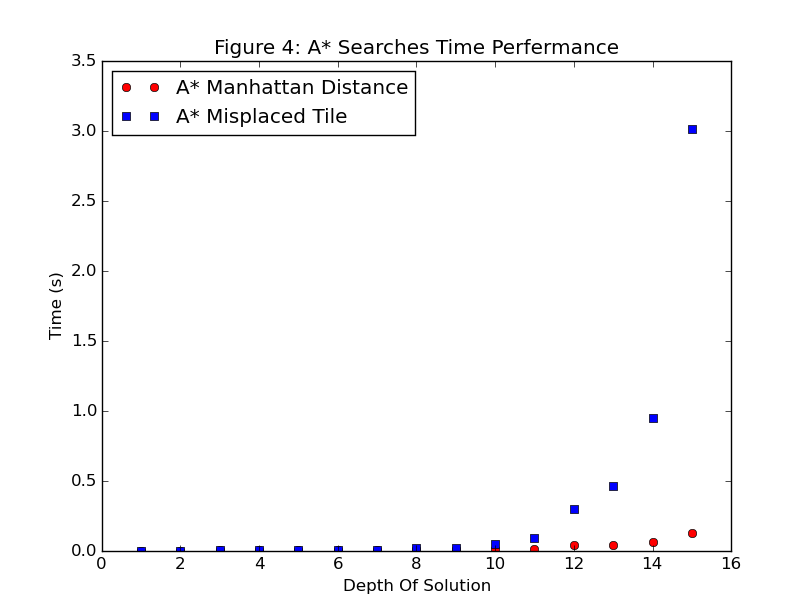 Figure 4: A* Searches Time Perfermance
A* Manhattan Distance
A* Misplaced Tile
3.5
3.0
2.5
2.0
1.5
1.0
0.5
0.0
Time (s)
0 2 4 6 8 10 12 14 16
Depth Of Solution